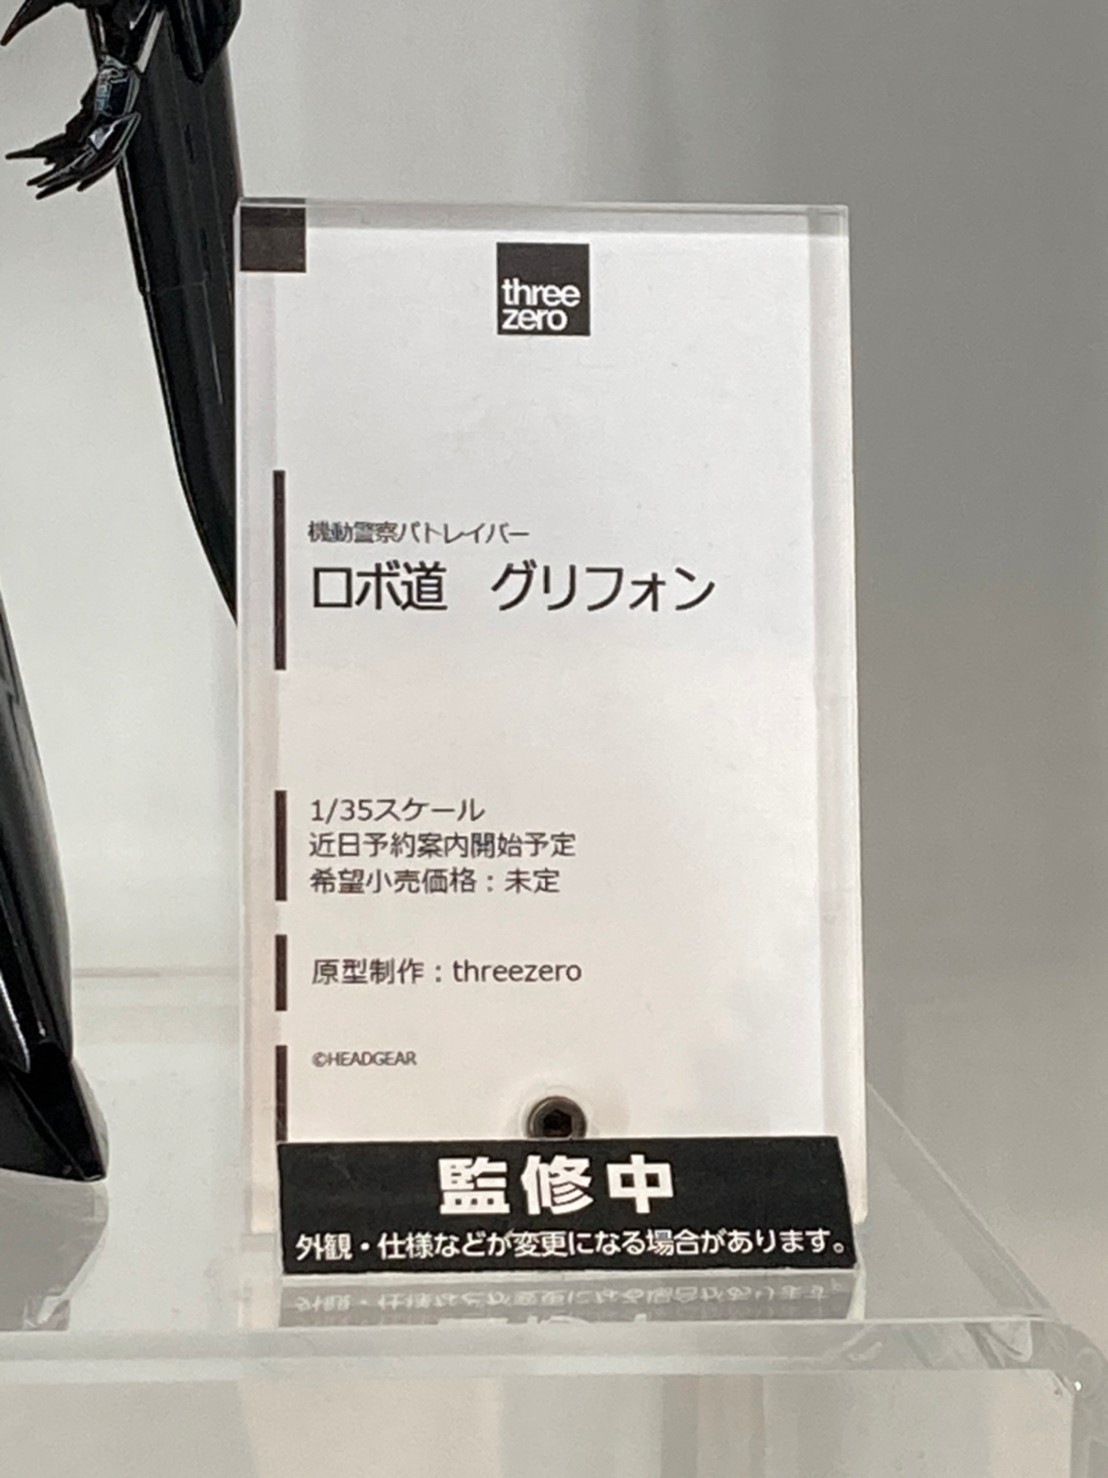 three
zero
機動警察パトレイバー
ロボ道　グリフォン
1/35スケール
近日予約案内開始予定
希望小売価格：未定
原型制作：threezero
©HEADGEAR
監修中
外観・仕様などが変更になる場合があります。